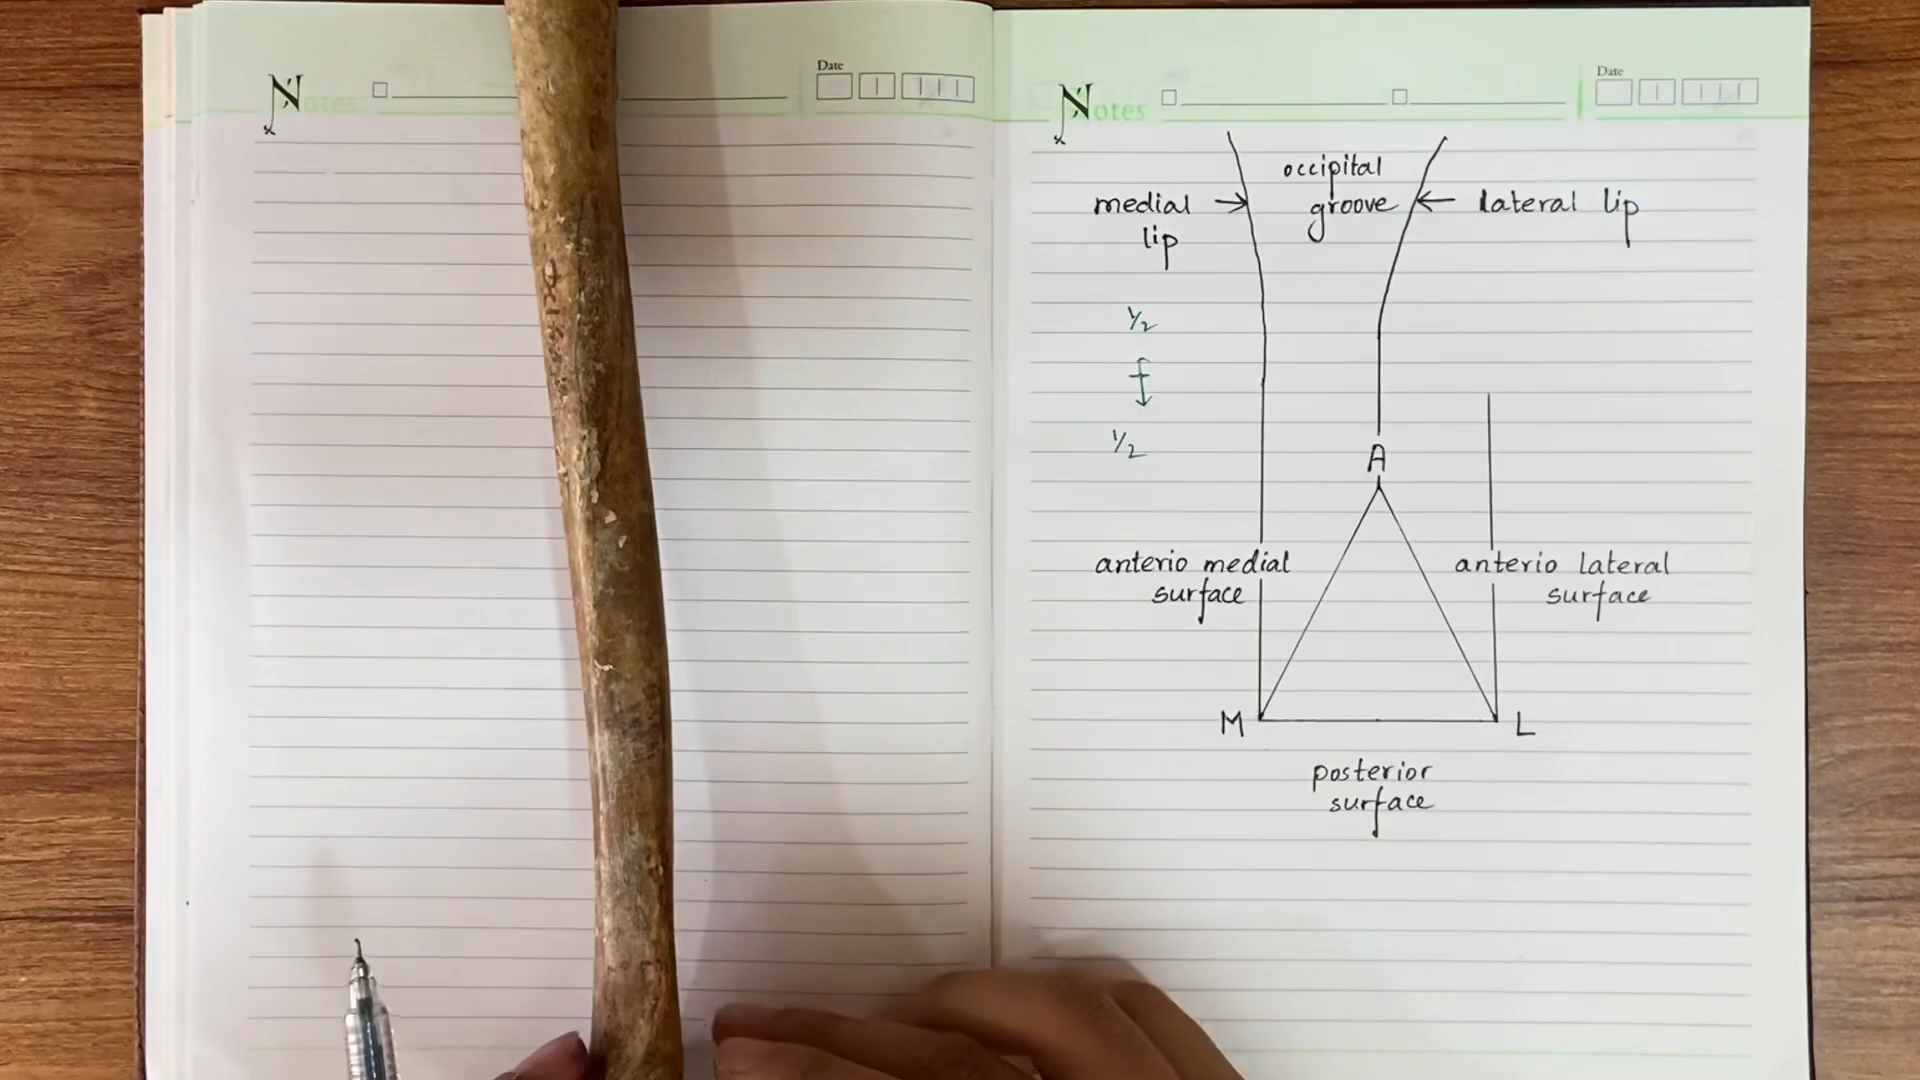 Notes
Date
Notes
Date
occipital
groove
medial
lip
lateral lip
1/2
1/2
A
anterio medial
surface
anterio lateral
surface
M
L
posterior
surface